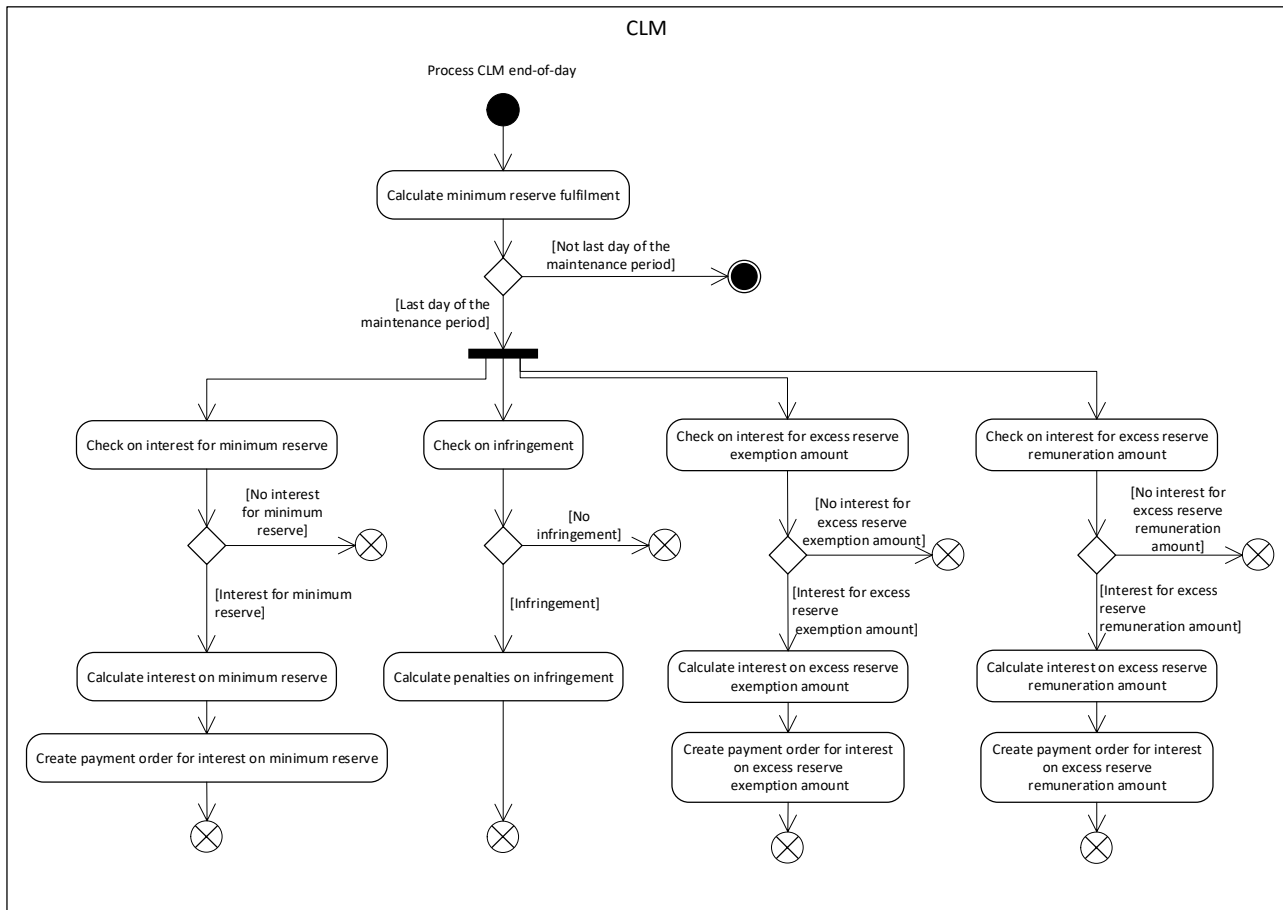 CLM
Process CLM end-of-day
Calculate minimum reserve fulfilment
[Not last day of the
maintenance period]
[Last day of the
maintenance period]
Check on interest for minimum reserve
Check on infringement
Check on interest for excess reserve
exemption amount
Check on interest for excess reserve
remuneration amount
[No interest
for minimum
reserve]
[No
infringement]
[No interest for
excess reserve
exemption amount]
[No interest for
excess reserve
remuneration
amount]
[Interest for minimum
reserve]
[Infringement]
[Interest for excess
reserve
exemption amount]
[Interest for excess
reserve
remuneration amount]
Calculate interest on minimum reserve
Calculate penalties on infringement
Calculate interest on excess reserve
exemption amount
Calculate interest on excess reserve
remuneration amount
Create payment order for interest on minimum reserve
Create payment order for interest
on excess reserve
exemption amount
Create payment order for interest
on excess reserve
remuneration amount